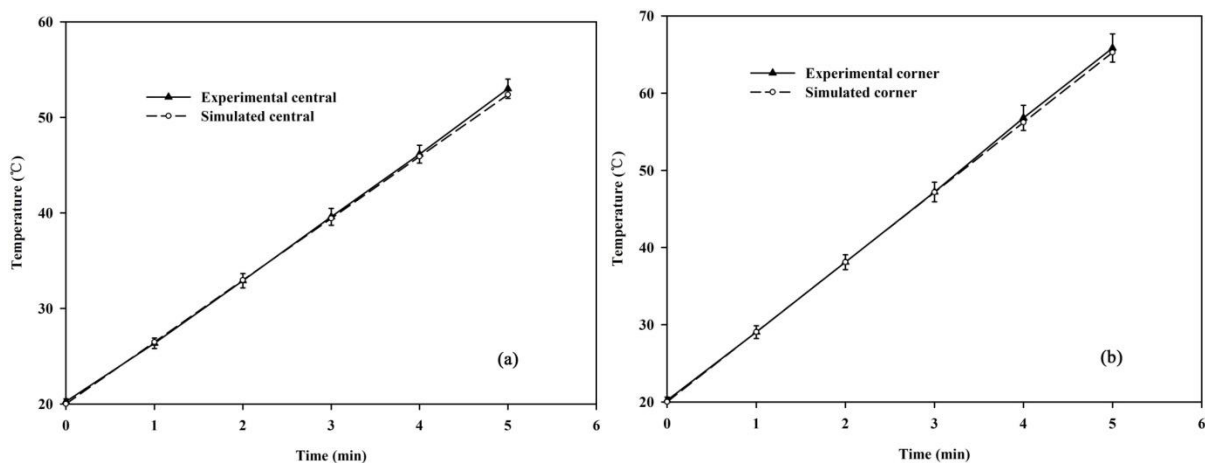 60
50
40
30
20
Temperature (℃)
Experimental central
Simulated central
(a)
0 1 2 3 4 5 6
Time (min)
70
60
50
40
30
20
Temperature (℃)
Experimental corner
Simulated corner
(b)
0 1 2 3 4 5 6
Time (min)